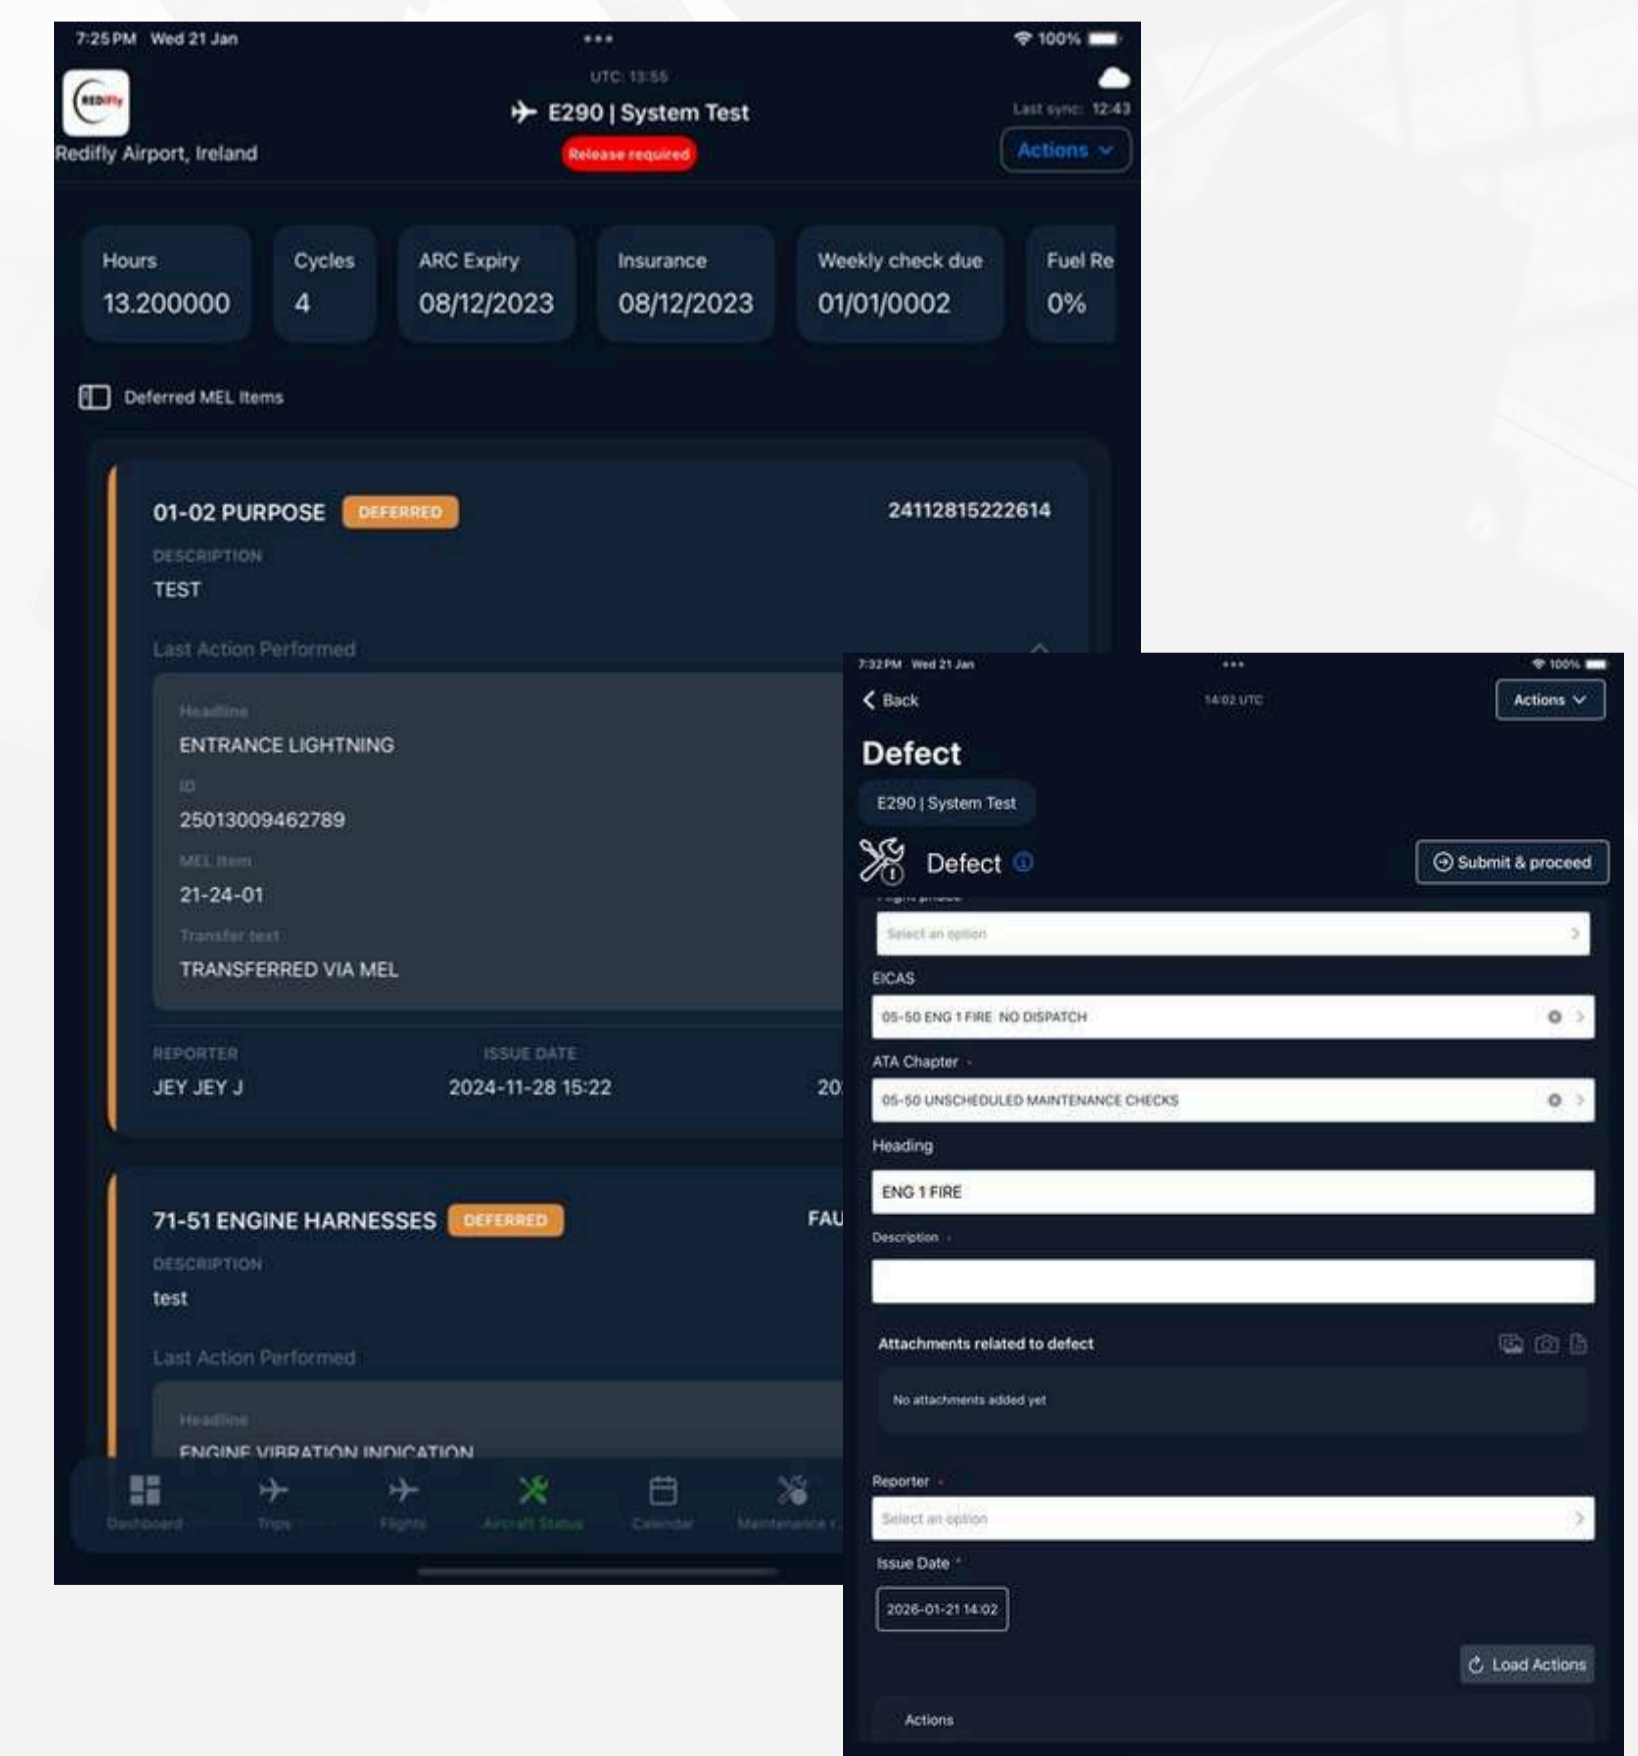 7:25 PM Wed 21 Jan
100%
UTC: 13:55
REDIFly
E290 | System Test
Last sync: 12:43
Redifly Airport, Ireland
Release required
Actions
Hours
13.200000
Cycles
4
ARC Expiry
08/12/2023
Insurance
08/12/2023
Weekly check due
01/01/0002
Fuel Re
0%
Deferred MEL Items
01-02 PURPOSE
DEFERRED
24112815222614
DESCRIPTION
TEST
Last Action Performed
Headline
ENTRANCE LIGHTNING
ID
25013009462789
MEL Item
21-24-01
Transfer text
TRANSFERRED VIA MEL
REPORTER
JEY JEY J
ISSUE DATE
2024-11-28 15:22
20
71-51 ENGINE HARNESSES
DEFERRED
FAU
DESCRIPTION
test
Last Action Performed
Headline
ENGINE VIBRATION INDICATION
Dashboard
Trips
Flights
Aircraft Status
Calendar
Maintenance r...
7:32 PM Wed 21 Jan
100%
Back
14:02 UTC
Actions
Defect
E290 | System Test
Defect
Submit & proceed
Flight phase
Select an option
EICAS
05-50 ENG 1 FIRE NO DISPATCH
ATA Chapter *
05-50 UNSCHEDULED MAINTENANCE CHECKS
Heading
ENG 1 FIRE
Description *
Attachments related to defect
No attachments added yet
Reporter *
Select an option
Issue Date *
2026-01-21 14:02
Load Actions
Actions